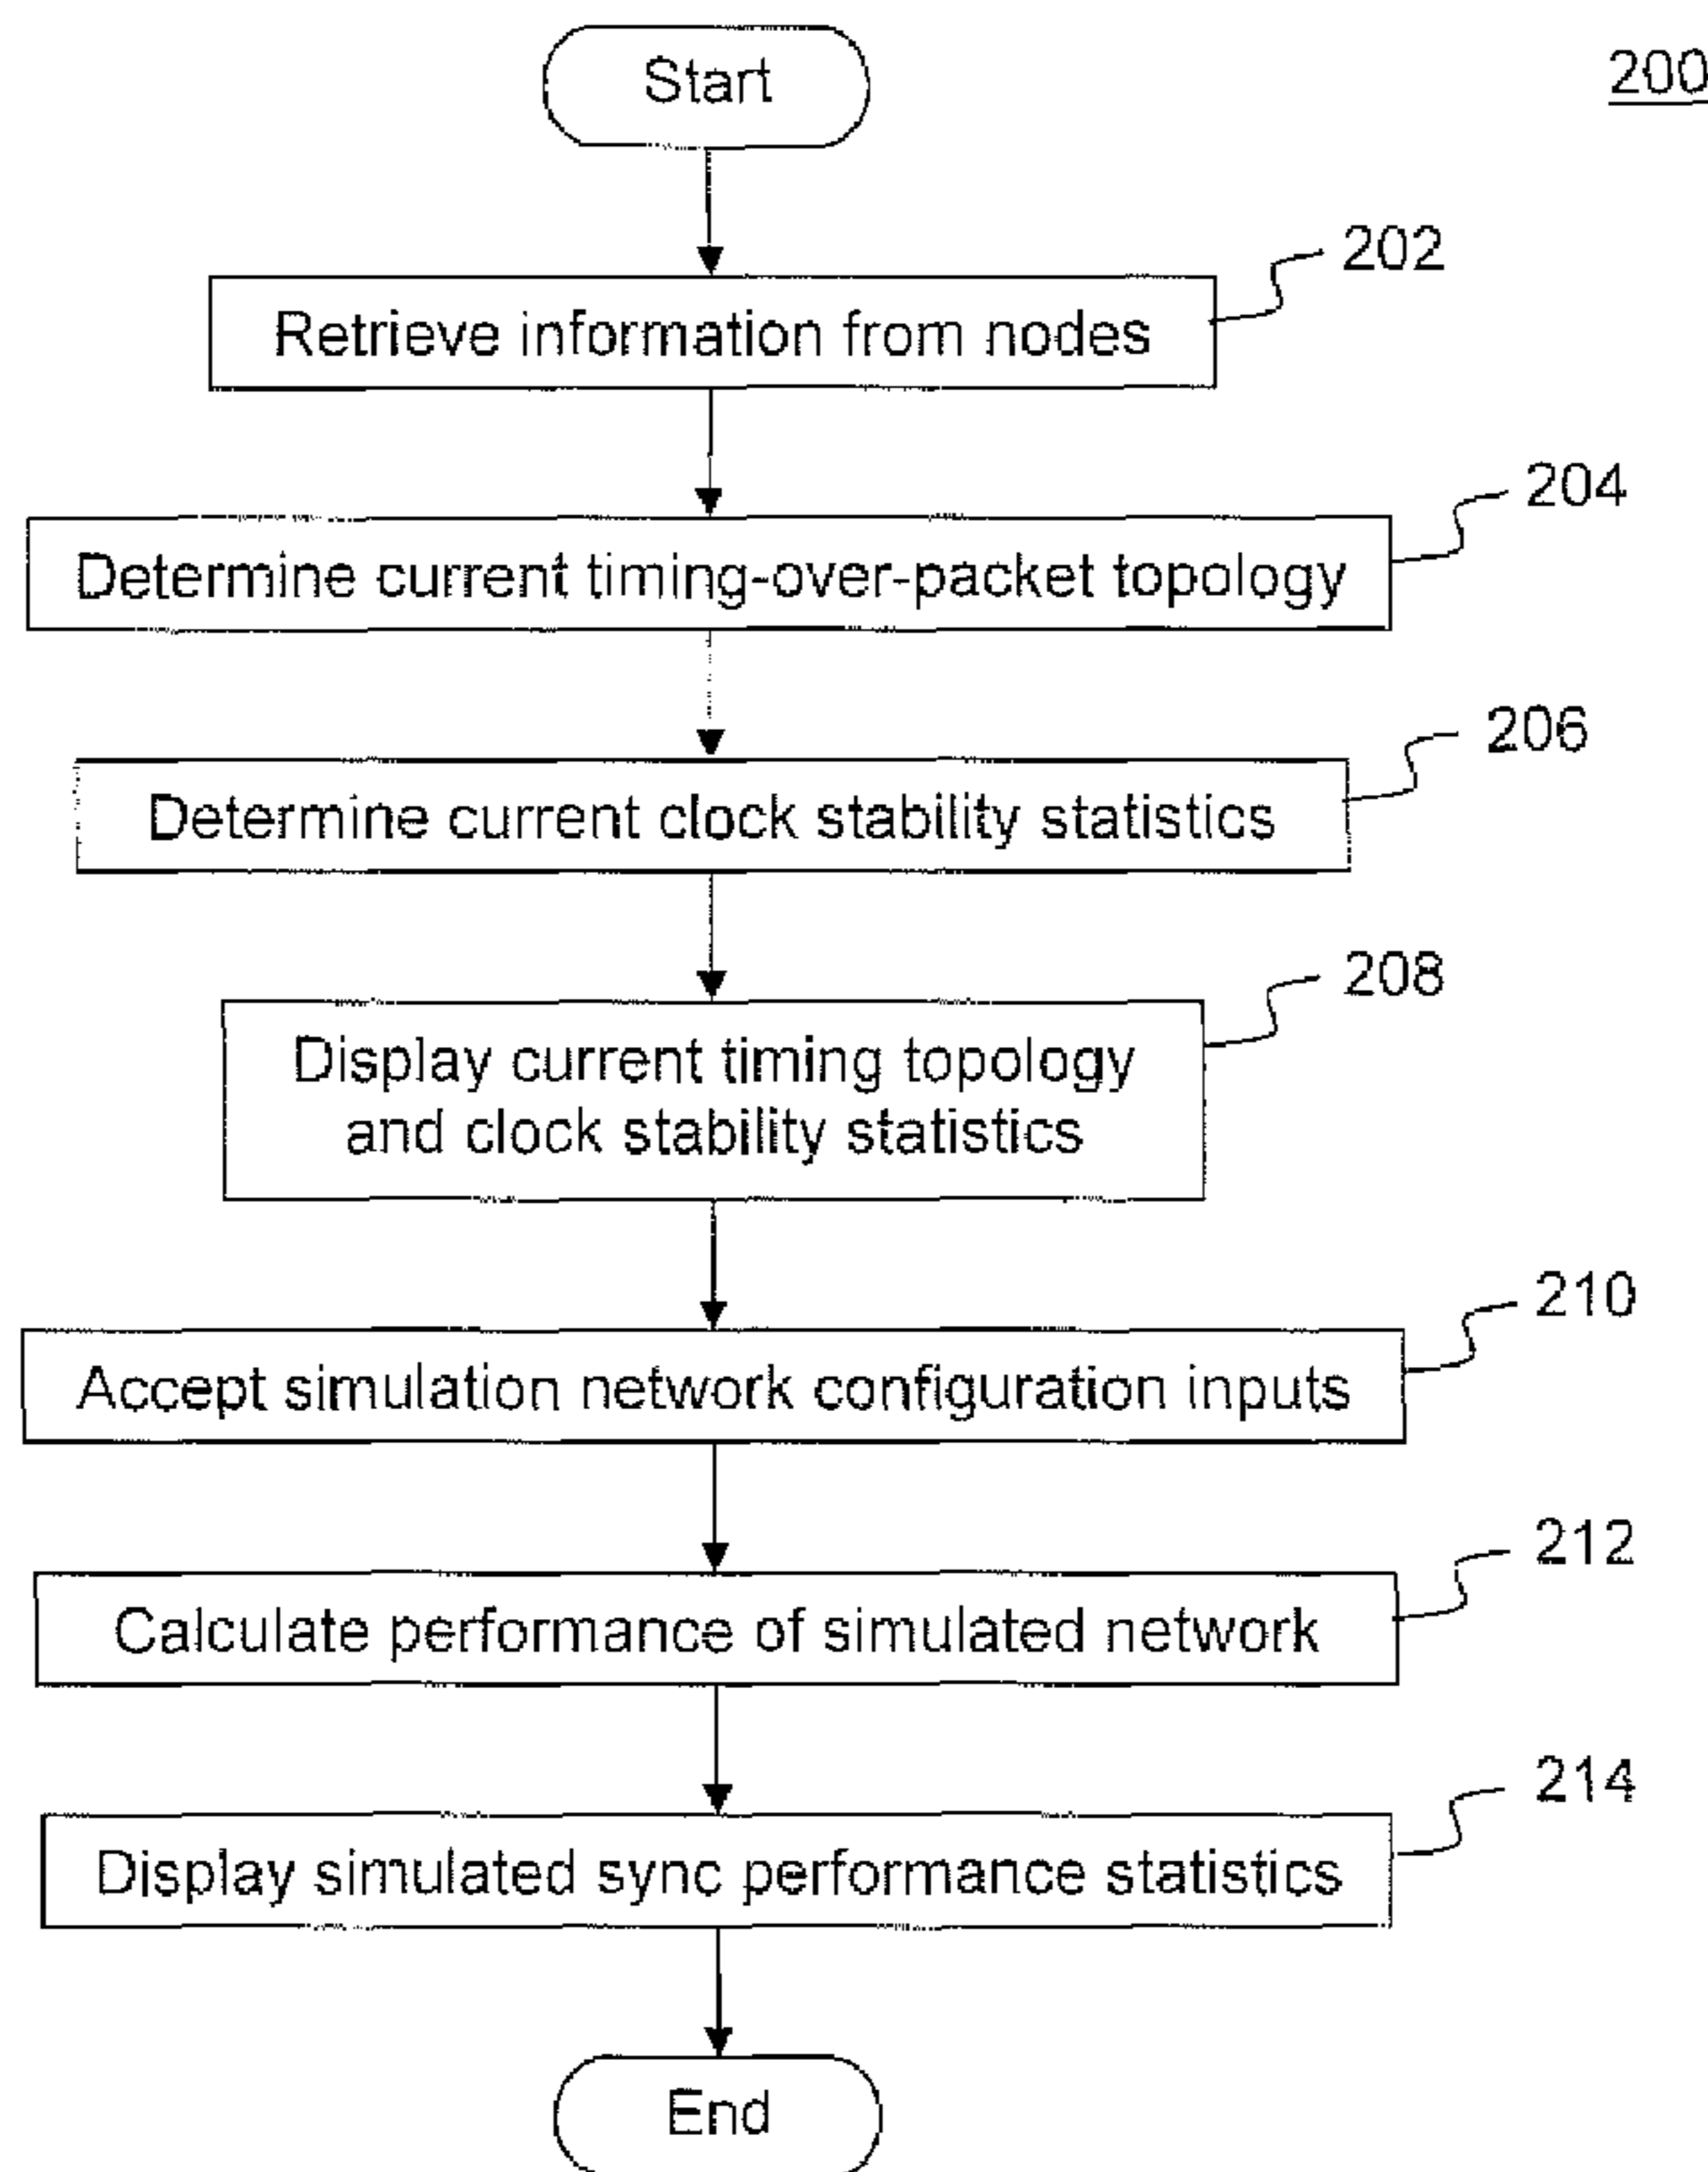 Start
200
202
Retrieve information from nodes
204
Determine current timing-over-packet topology
206
Determine current clock stability statistics
208
Display current timing topology
and clock stability statistics
210
Accept simulation network configuration inputs
212
Calculate performance of simulated network
214
Display simulated sync performance statistics
End